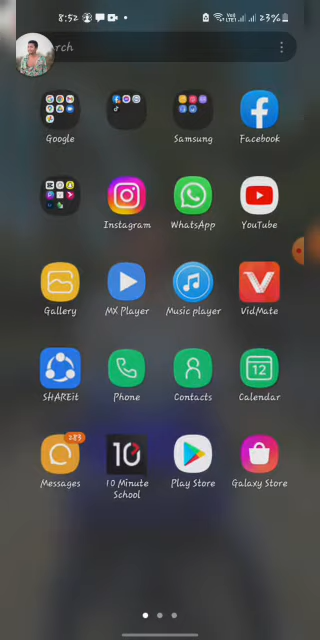 8:52
23%
rch
Google
Samsung
Facebook
Instagram
WhatsApp
YouTube
Gallery
MX Player
Music player
VidMate
SHAREit
Phone
Contacts
12
Calendar
283
Messages
10
10 Minute
School
Play Store
Galaxy Store